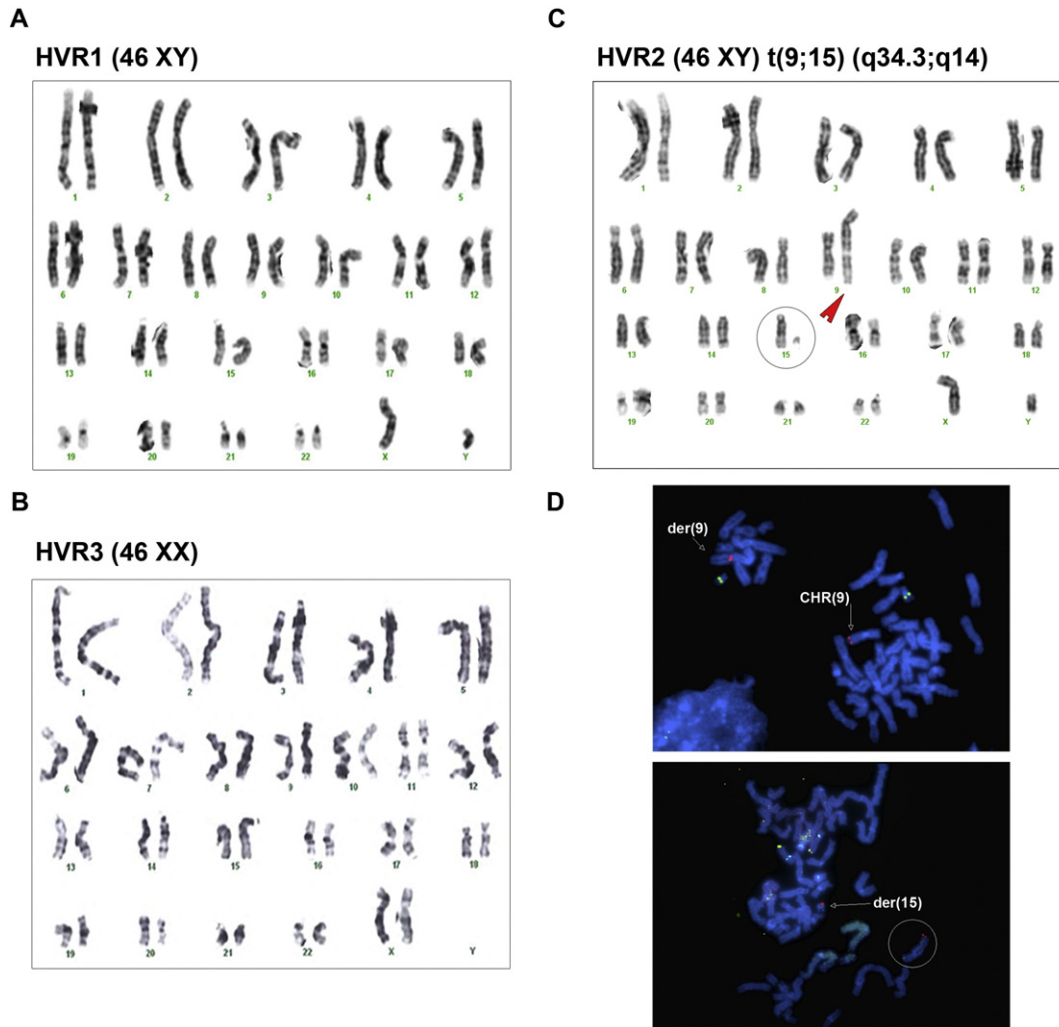 A
HVR1 (46 XY)
1 2 3 4 5
6 7 8 9 10 11 12
13 14 15 16 17 18
19 20 21 22 X Y
B
HVR3 (46 XX)
1 2 3 4 5
6 7 8 9 10 11 12
13 14 15 16 17 18
19 20 21 22 X Y
C
HVR2 (46 XY) t(9;15) (q34.3;q14)
1 2 3 4 5
6 7 8 9 10 11 12
13 14 15 16 17 18
19 20 21 22 X Y
D
der(9)
CHR(9)
der(15)